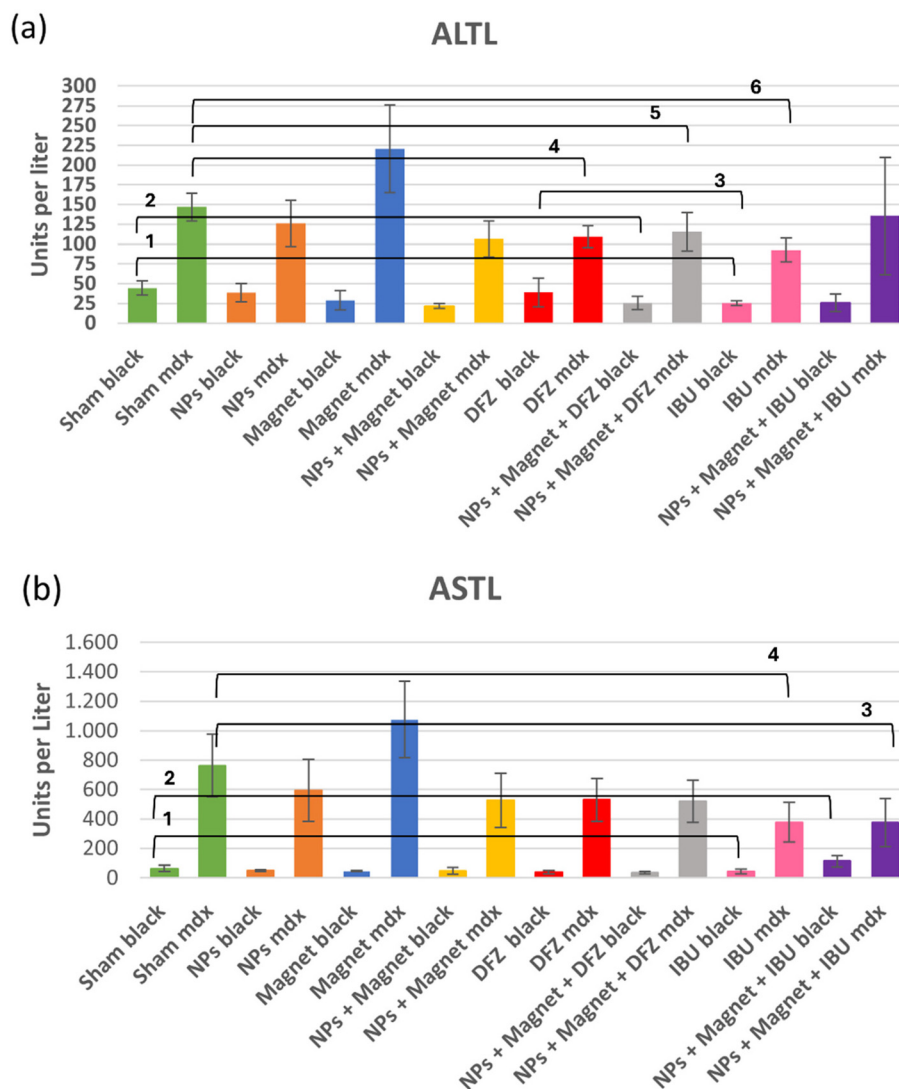 (a)
ALTL
Units per liter
300
275
250
225
200
175
150
125
100
75
50
25
0
6
5
4
3
2
1
Sham black
Sham mdx
NPs black
NPs mdx
Magnet black
Magnet mdx
NPs + Magnet black
NPs + Magnet mdx
DFZ black
DFZ mdx
NPs + Magnet + DFZ black
NPs + Magnet + DFZ mdx
IBU black
IBU mdx
NPs + Magnet + IBU black
NPs + Magnet + IBU mdx
(b)
ASTL
Units per Liter
1.600
1.400
1.200
1.000
800
600
400
200
0
4
3
2
1
Sham black
Sham mdx
NPs black
NPs mdx
Magnet black
Magnet mdx
NPs + Magnet black
NPs + Magnet mdx
DFZ black
DFZ mdx
NPs + Magnet + DFZ black
NPs + Magnet + DFZ mdx
IBU black
IBU mdx
NPs + Magnet + IBU black
NPs + Magnet + IBU mdx